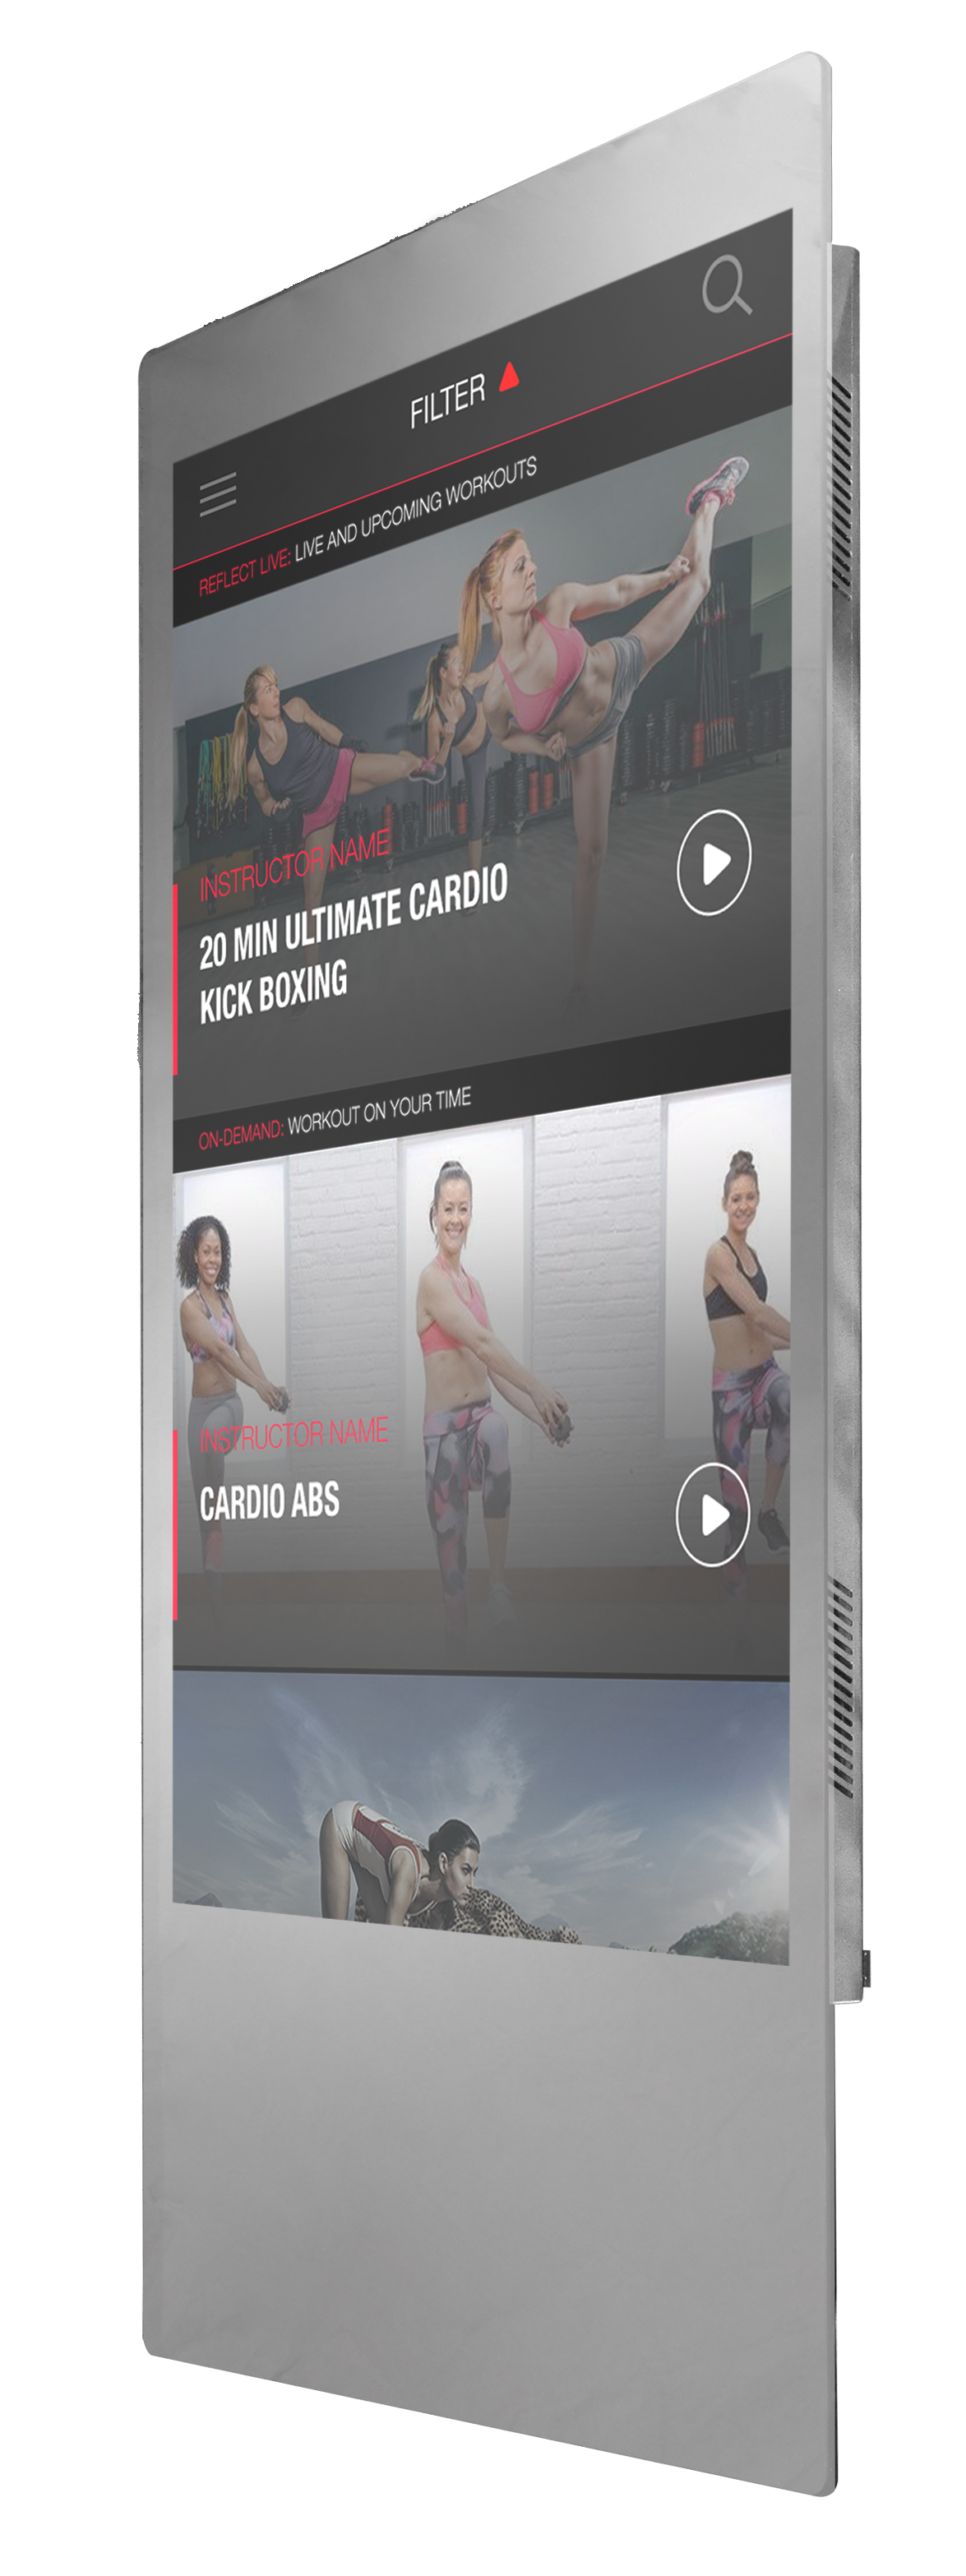 FILTER
REFLECT LIVE: LIVE AND UPCOMING WORKOUTS
INSTRUCTOR NAME
20 MIN ULTIMATE CARDIO
KICK BOXING
ON-DEMAND: WORKOUT ON YOUR TIME
INSTRUCTOR NAME
CARDIO ABS